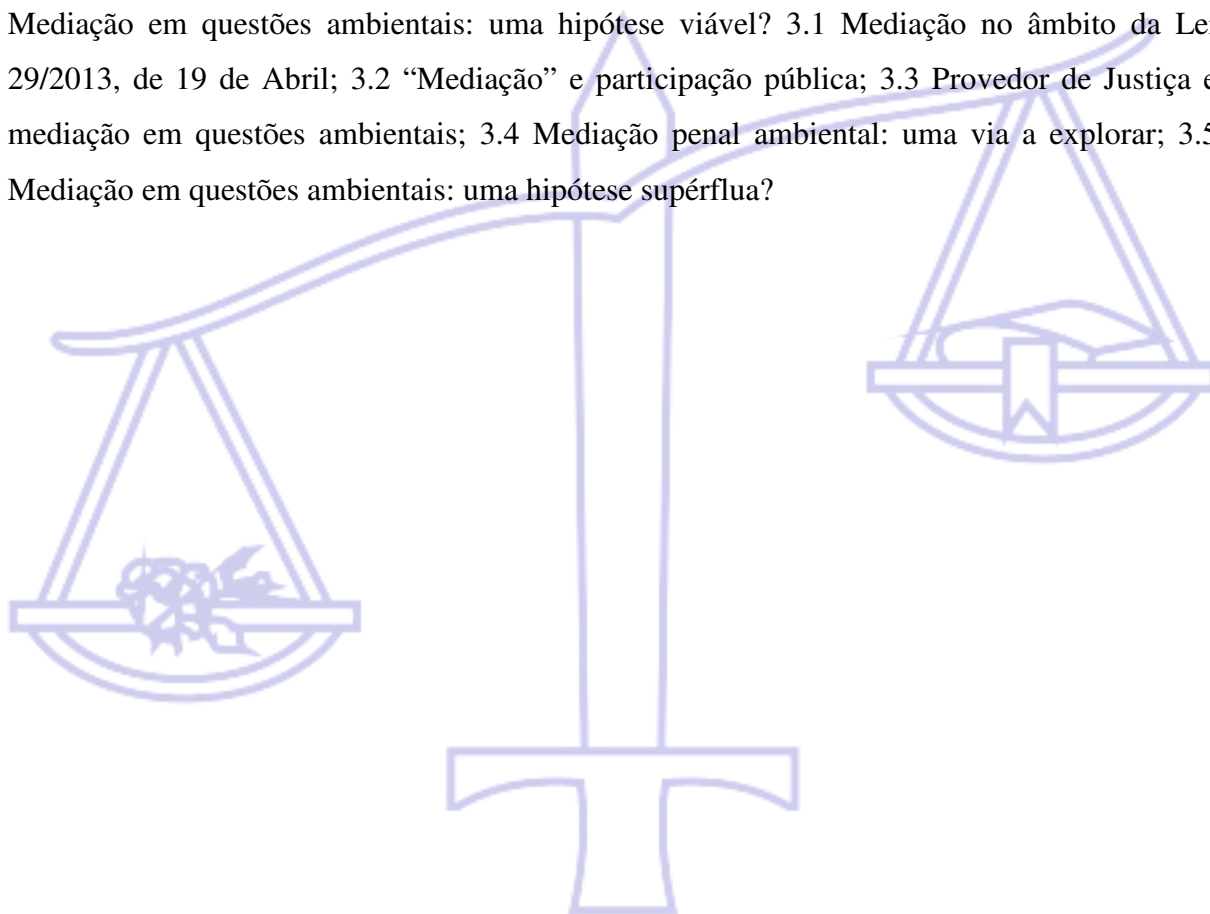 Mediação em questões ambientais: uma hipótese viável? 3.1 Mediação no âmbito da Lei
29/2013, de 19 de Abril; 3.2 “Mediação” e participação pública; 3.3 Provedor de Justiça e
mediação em questões ambientais; 3.4 Mediação penal ambiental: uma via a explorar; 3.5
Mediação em questões ambientais: uma hipótese supérflua?